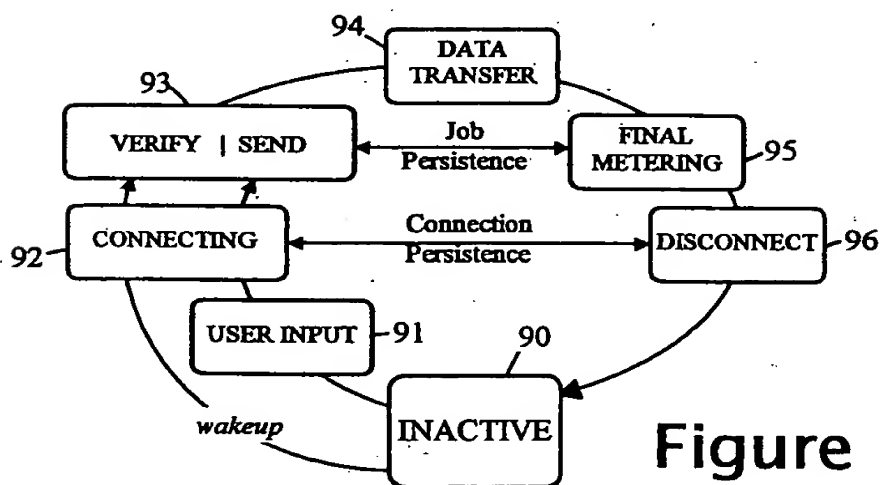 94
DATA
TRANSFER
93
VERIFY | SEND
Job
Persistence
FINAL
METERING
95
92
CONNECTING
Connection
Persistence
DISCONNECT
96
USER INPUT
91
90
INACTIVE
wakeup
Figure